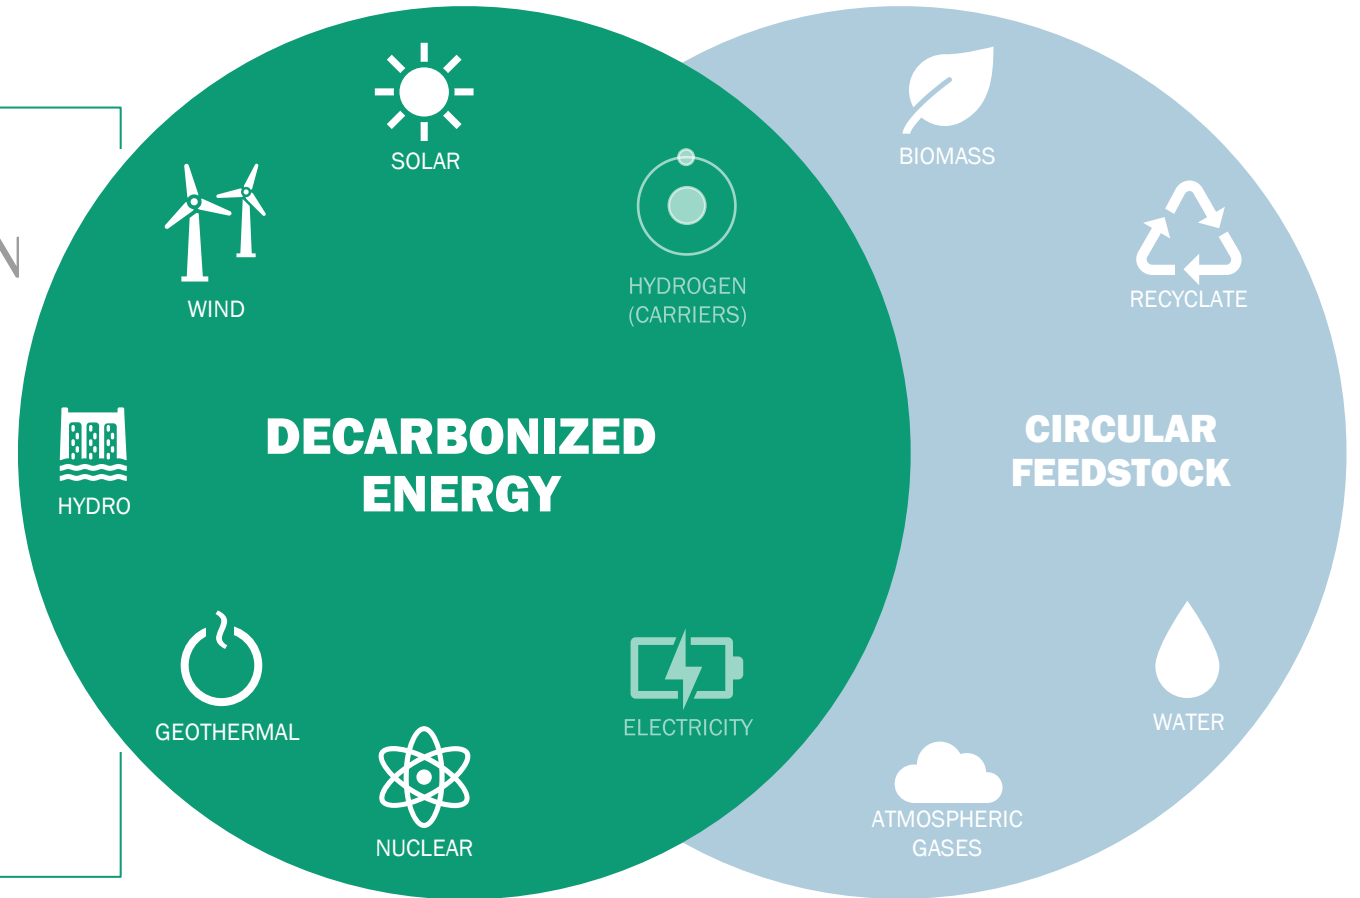 SOLAR
WIND
HYDROGEN
(CARRIERS)
DECARBONIZED
ENERGY
HYDRO
GEOTHERMAL
ELECTRICITY
NUCLEAR
BIOMASS
RECYCLATE
CIRCULAR
FEEDSTOCK
WATER
ATMOSPHERIC
GASES